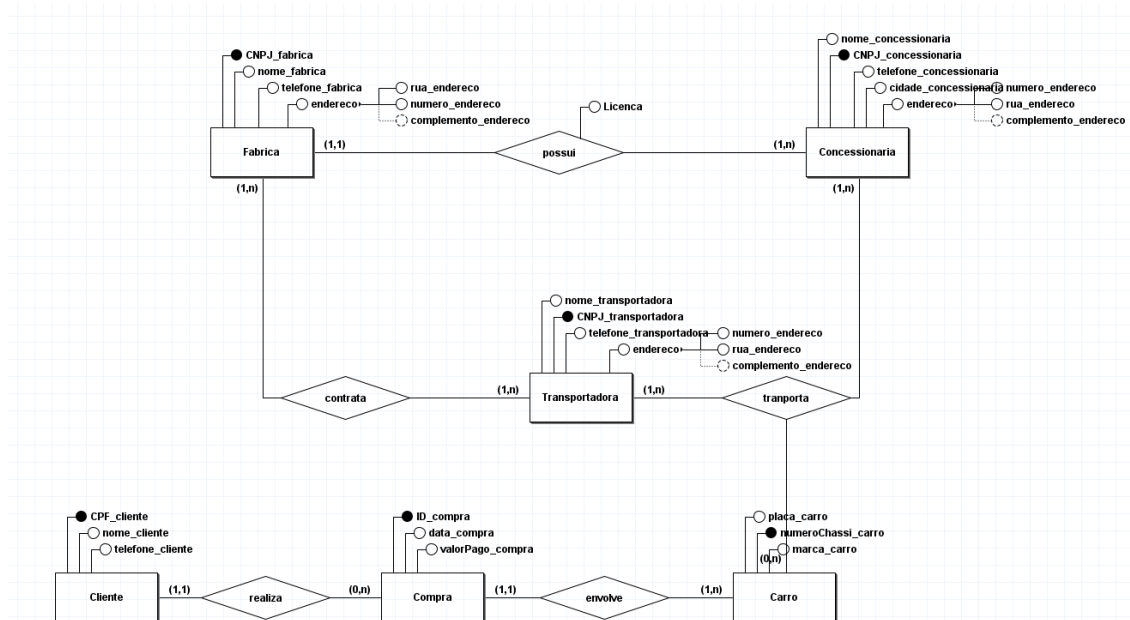 nome_concessionaria
CNPJ_fabrica
CNPJ_concessionaria
nome_fabrica
telefone_concessionaria
telefone_fabrica
rua_endereco
cidade_concessionaria
numero_endereco
endereco
numero_endereco
Licenca
endereco
rua_endereco
complemento_endereco
complemento_endereco
Fabrica
(1,1)
possui
(1,n)
Concessionaria
(1,n)
(1,n)
nome_transportadora
CNPJ_transportadora
telefone_transportadora
numero_endereco
endereco
rua_endereco
complemento_endereco
contrata
(1,n)
Transportadora
(1,n)
tranporta
CPF_cliente
ID_compra
placa_carro
nome_cliente
data_compra
numeroChassi_carro
telefone_cliente
valorPago_compra
marca_carro
(0,n)
Cliente
(1,1)
realiza
(0,n)
Compra
(1,1)
envolve
(1,n)
Carro